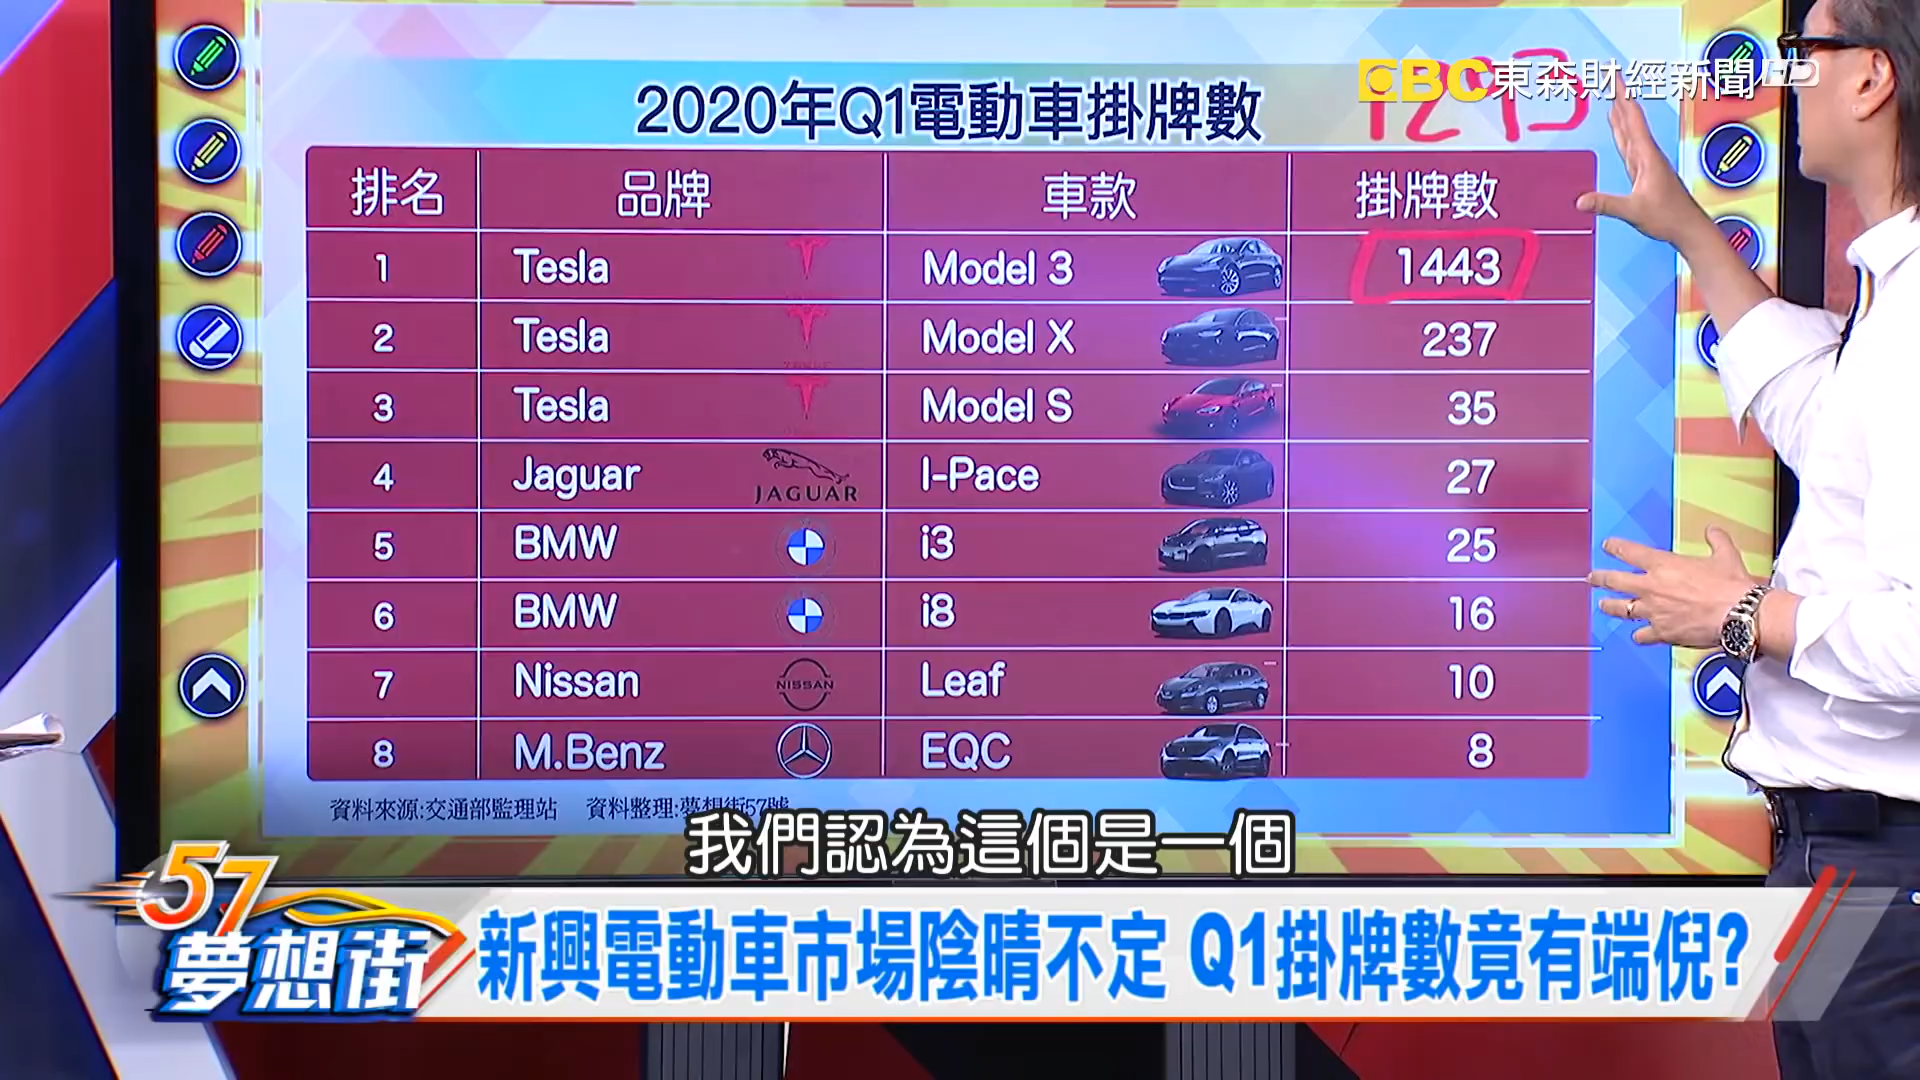 EBC 東森財經新聞 HD
2020年Q1電動車掛牌數
排名 品牌 車款 掛牌數
1 Tesla Model 3 1443
2 Tesla Model X 237
3 Tesla Model S 35
4 Jaguar JAGUAR I-Pace 27
5 BMW i3 25
6 BMW i8 16
7 Nissan NISSAN Leaf 10
8 M.Benz EQC 8
資料來源:交通部監理站 資料整理:夢想街57號
我們認為這個是一個
57夢想街
新興電動車市場陰晴不定 Q1掛牌數竟有端倪?